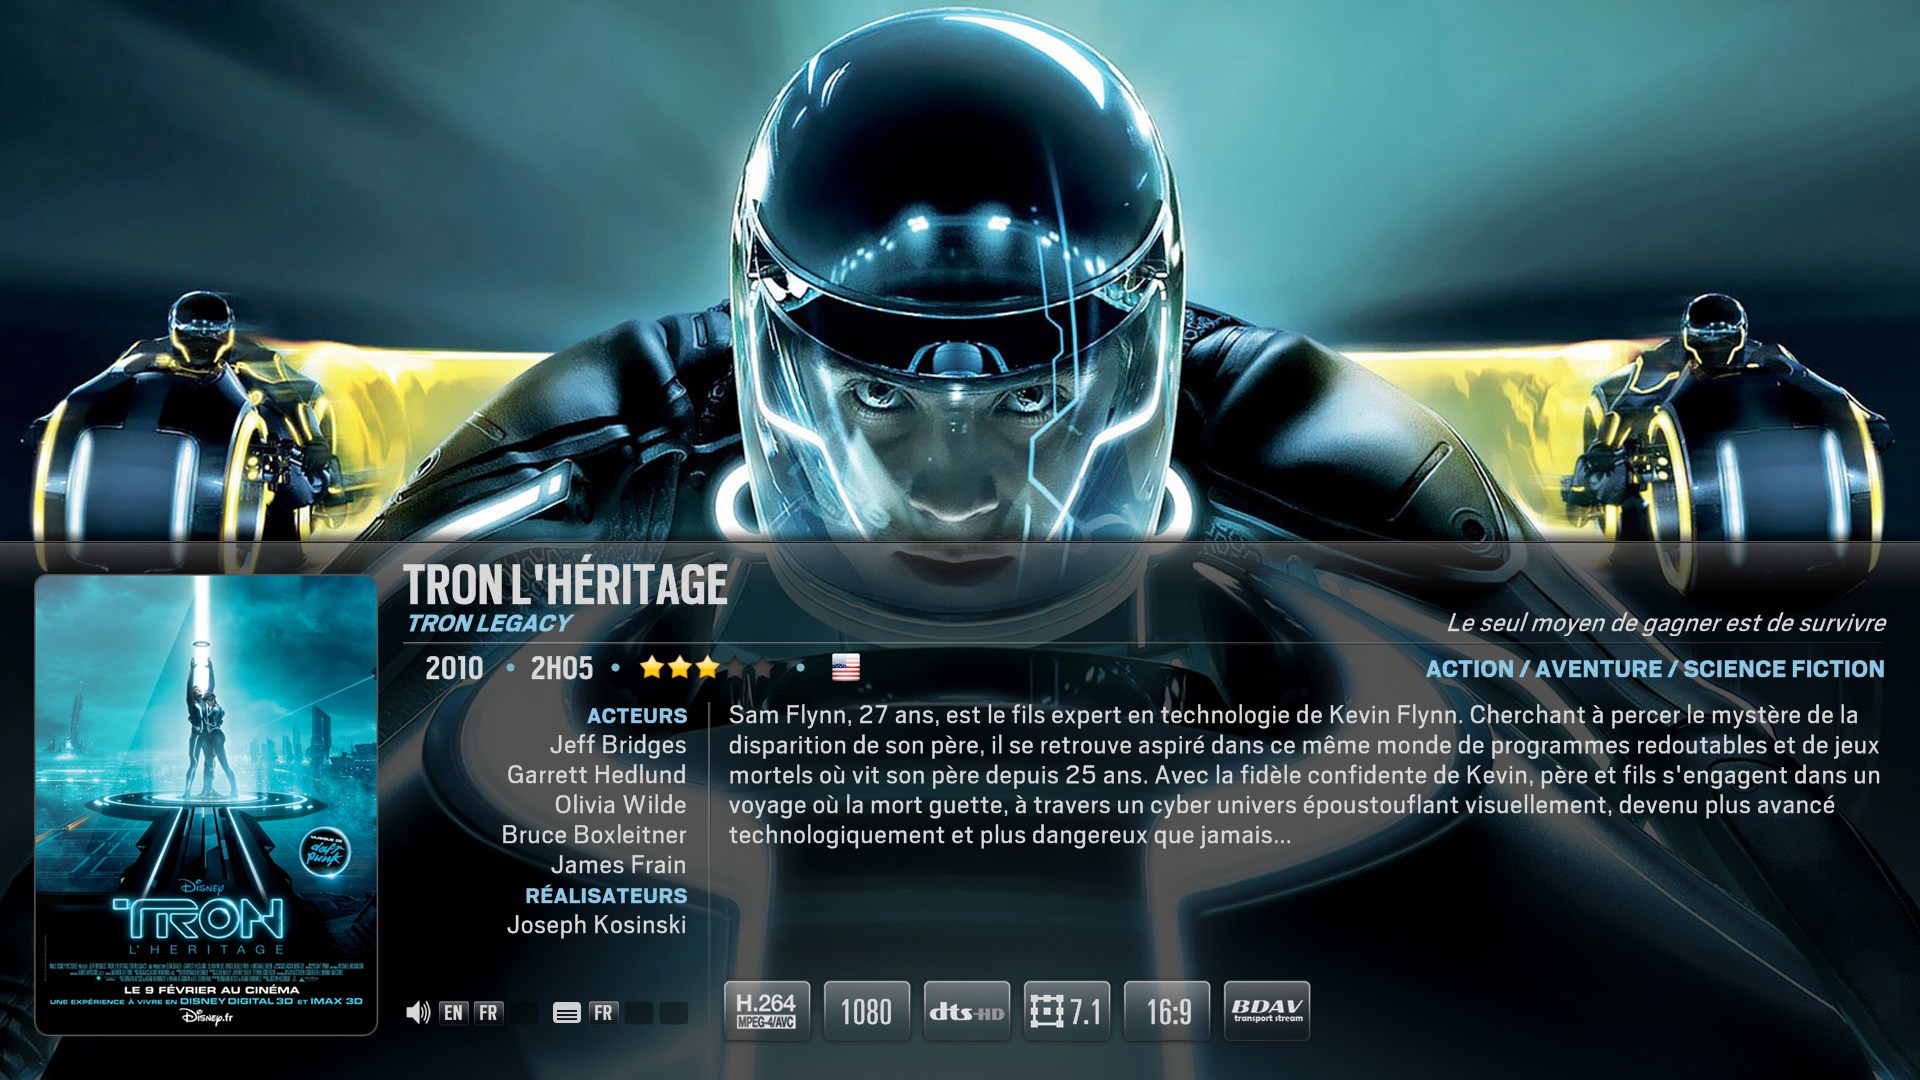 TRON L'HÉRITAGE
TRON LEGACY
Le seul moyen de gagner est de survivre
2010 • 2H05 •
•
ACTION / AVENTURE / SCIENCE FICTION
ACTEURS
Jeff Bridges
Garrett Hedlund
Olivia Wilde
Bruce Boxleitner
James Frain
RÉALISATEURS
Joseph Kosinski
Sam Flynn, 27 ans, est le fils expert en technologie de Kevin Flynn. Cherchant à percer le mystère de la
disparition de son père, il se retrouve aspiré dans ce même monde de programmes redoutables et de jeux
mortels où vit son père depuis 25 ans. Avec la fidèle confidente de Kevin, père et fils s'engagent dans un
voyage où la mort guette, à travers un cyber univers époustouflant visuellement, devenu plus avancé
technologiquement et plus dangereux que jamais...
MUSIQUE DE
daft
punk
Disney
TRON
L'HERITAGE
LE 9 FÉVRIER AU CINÉMA
UNE EXPÉRIENCE À VIVRE EN DISNEY DIGITAL 3D ET IMAX 3D
Disney.fr
EN FR
FR
H.264
MPEG-4/AVC
1080
dts-HD
7.1
16:9
BDAV
transport stream